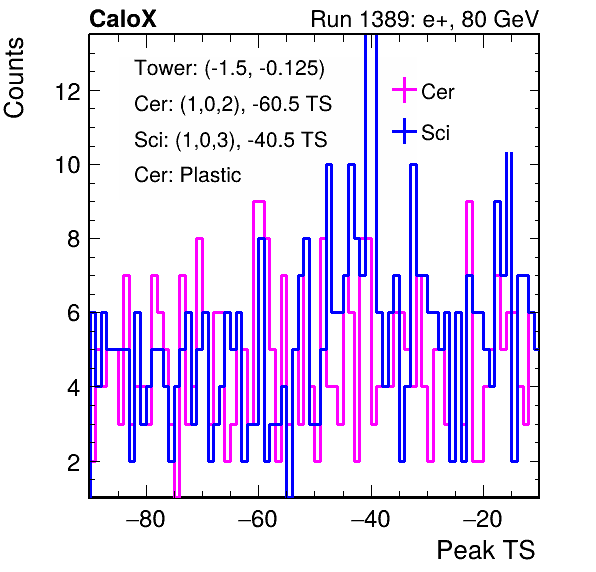 CaloX Run 1389: e+, 80 GeV
Counts
Tower: (-1.5, -0.125)
Cer: (1,0,2), -60.5 TS
Sci: (1,0,3), -40.5 TS
Cer: Plastic
Cer
Sci
12
10
8
6
4
2
−80 −60 −40 −20
Peak TS